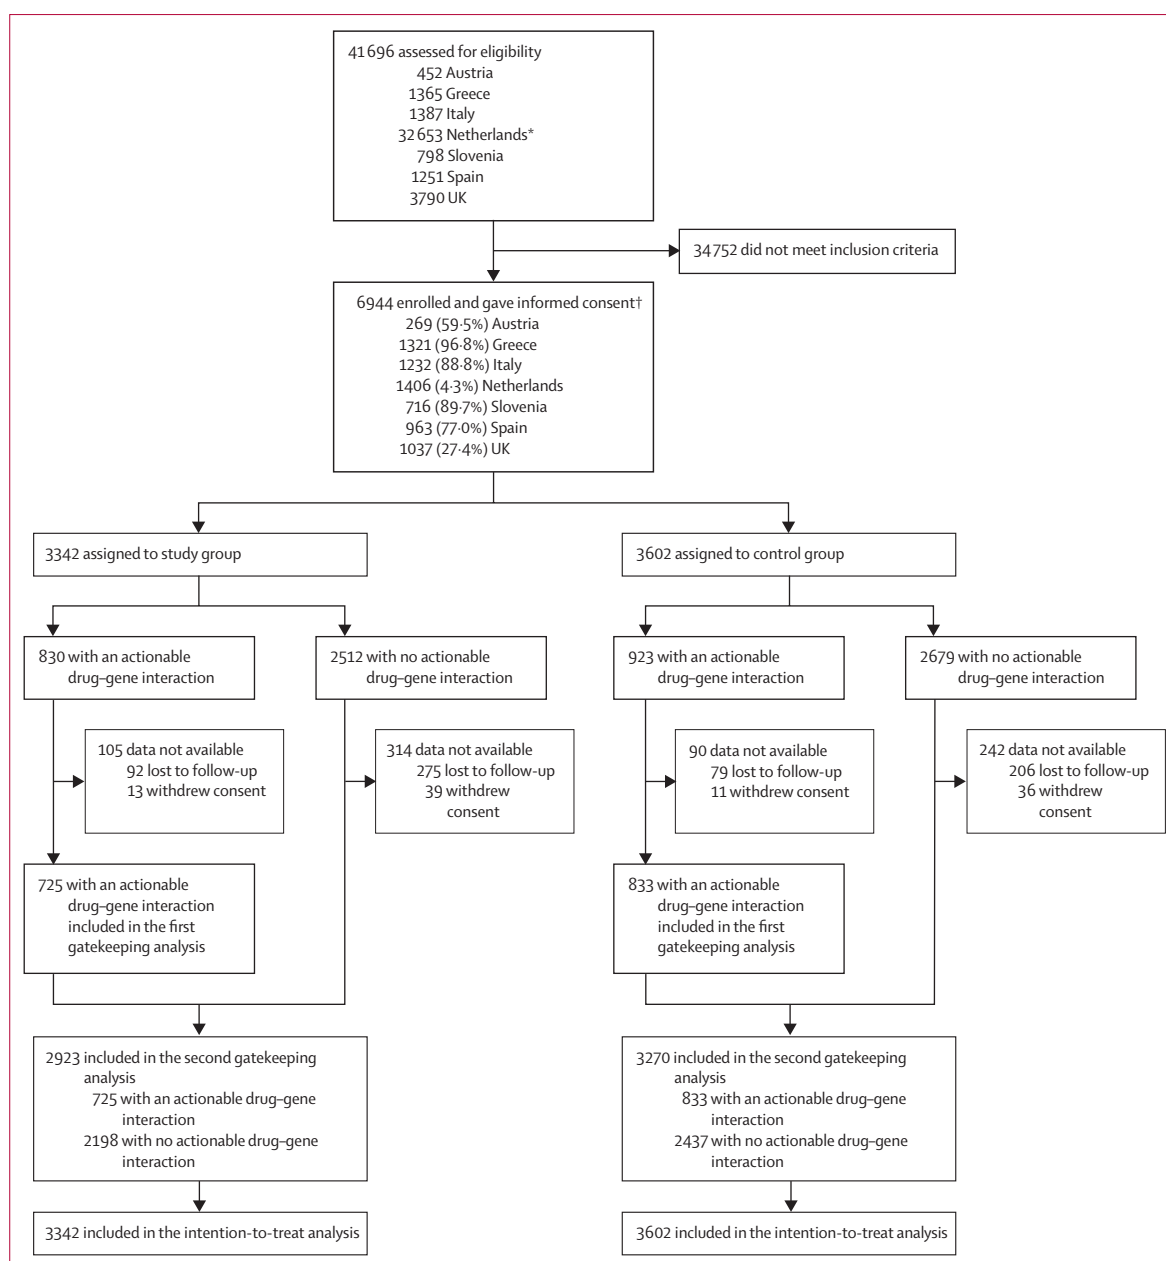 41 696 assessed for eligibility
452 Austria
1365 Greece
1387 Italy
32 653 Netherlands*
798 Slovenia
1251 Spain
3790 UK
34 752 did not meet inclusion criteria
6944 enrolled and gave informed consent†
269 (59·5%) Austria
1321 (96·8%) Greece
1232 (88·8%) Italy
1406 (4·3%) Netherlands
716 (89·7%) Slovenia
963 (77·0%) Spain
1037 (27·4%) UK
3342 assigned to study group
3602 assigned to control group
830 with an actionable
drug–gene interaction
2512 with no actionable
drug–gene interaction
923 with an actionable
drug–gene interaction
2679 with no actionable
drug–gene interaction
105 data not available
92 lost to follow-up
13 withdrew consent
314 data not available
275 lost to follow-up
39 withdrew
consent
90 data not available
79 lost to follow-up
11 withdrew consent
242 data not available
206 lost to follow-up
36 withdrew
consent
725 with an actionable
drug–gene interaction
included in the first
gatekeeping analysis
833 with an actionable
drug–gene interaction
included in the first
gatekeeping analysis
2923 included in the second gatekeeping
analysis
725 with an actionable drug–gene
interaction
2198 with no actionable drug–gene
interaction
3270 included in the second gatekeeping
analysis
833 with an actionable drug–gene
interaction
2437 with no actionable drug–gene
interaction
3342 included in the intention-to-treat analysis
3602 included in the intention-to-treat analysis